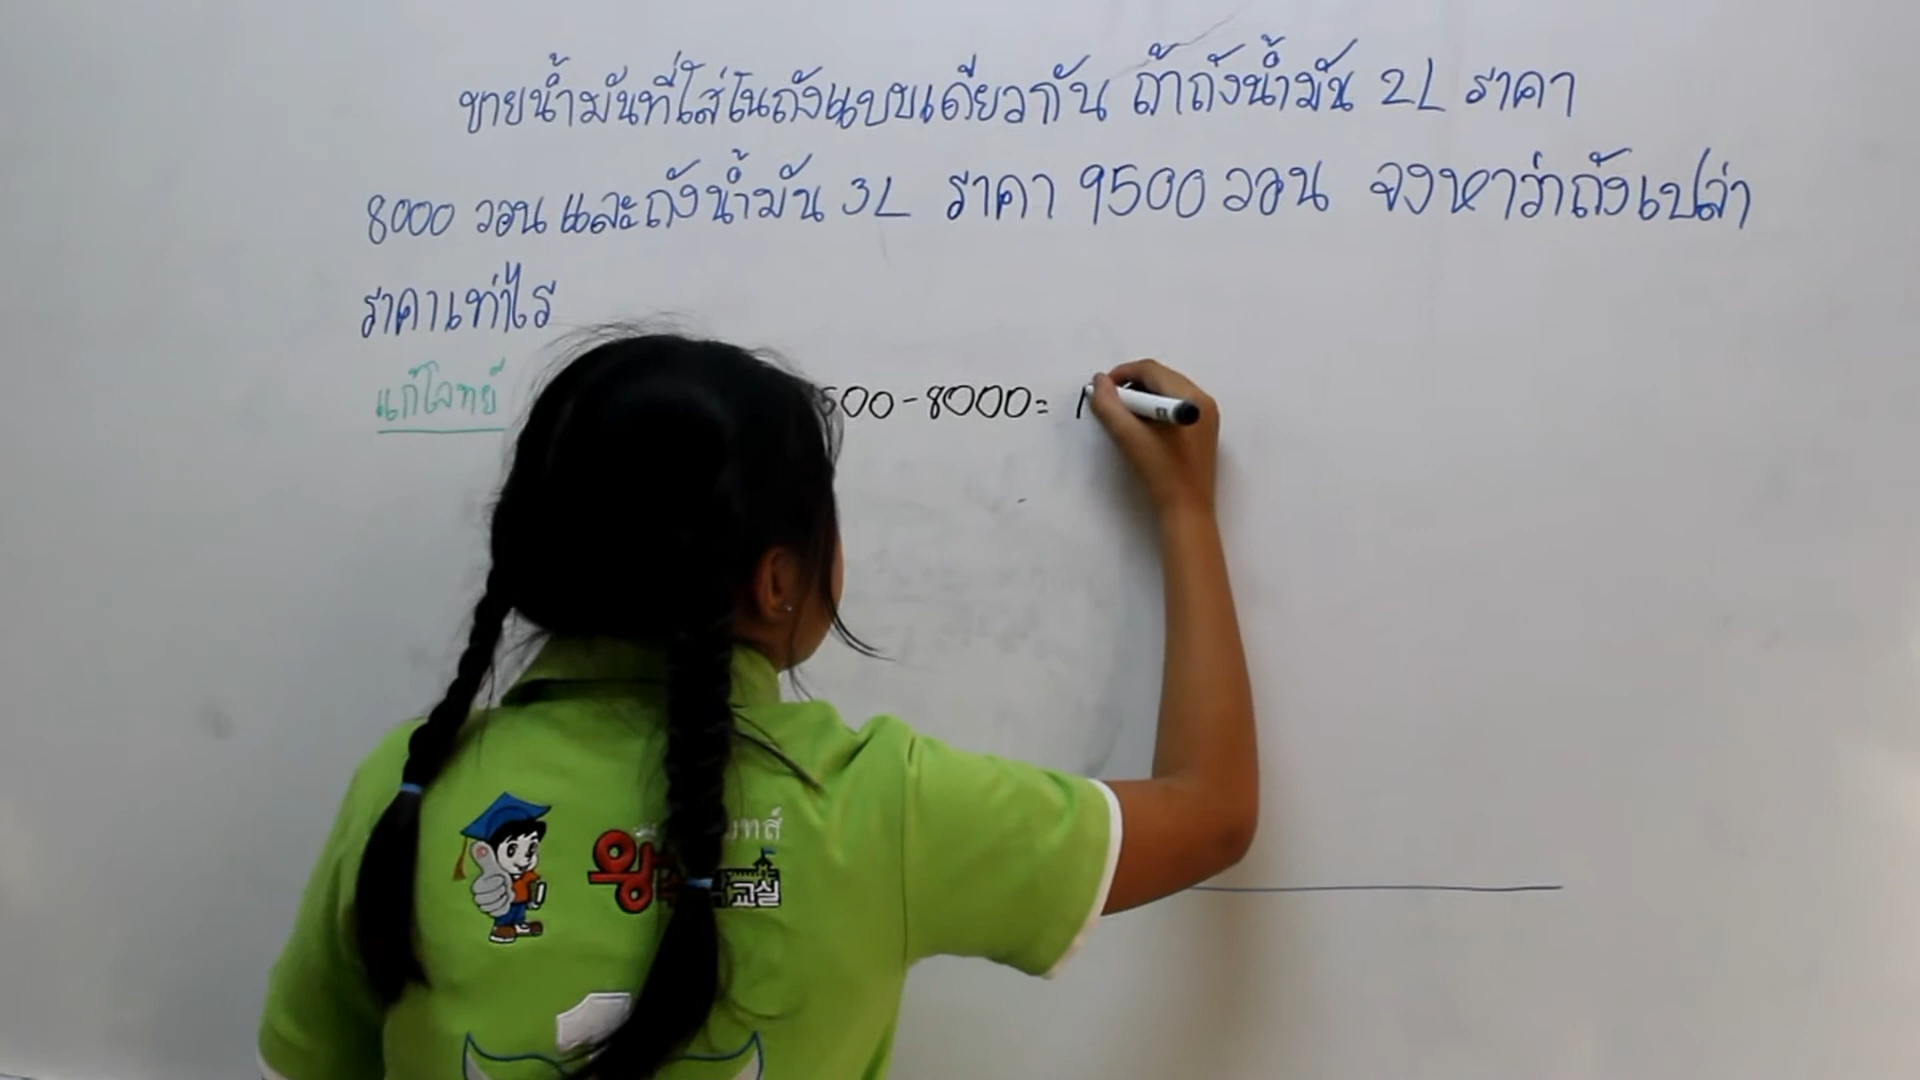 ขายน้ำมันที่ใส่ในถังแบบเดียวกัน ถ้าถังน้ำมัน 2L ราคา
8000 วอน และถังน้ำมัน 3L ราคา 9500 วอน จงหาว่าถังเปล่า
ราคาเท่าไร
แก้โจทย์
500-8000= 1
교실